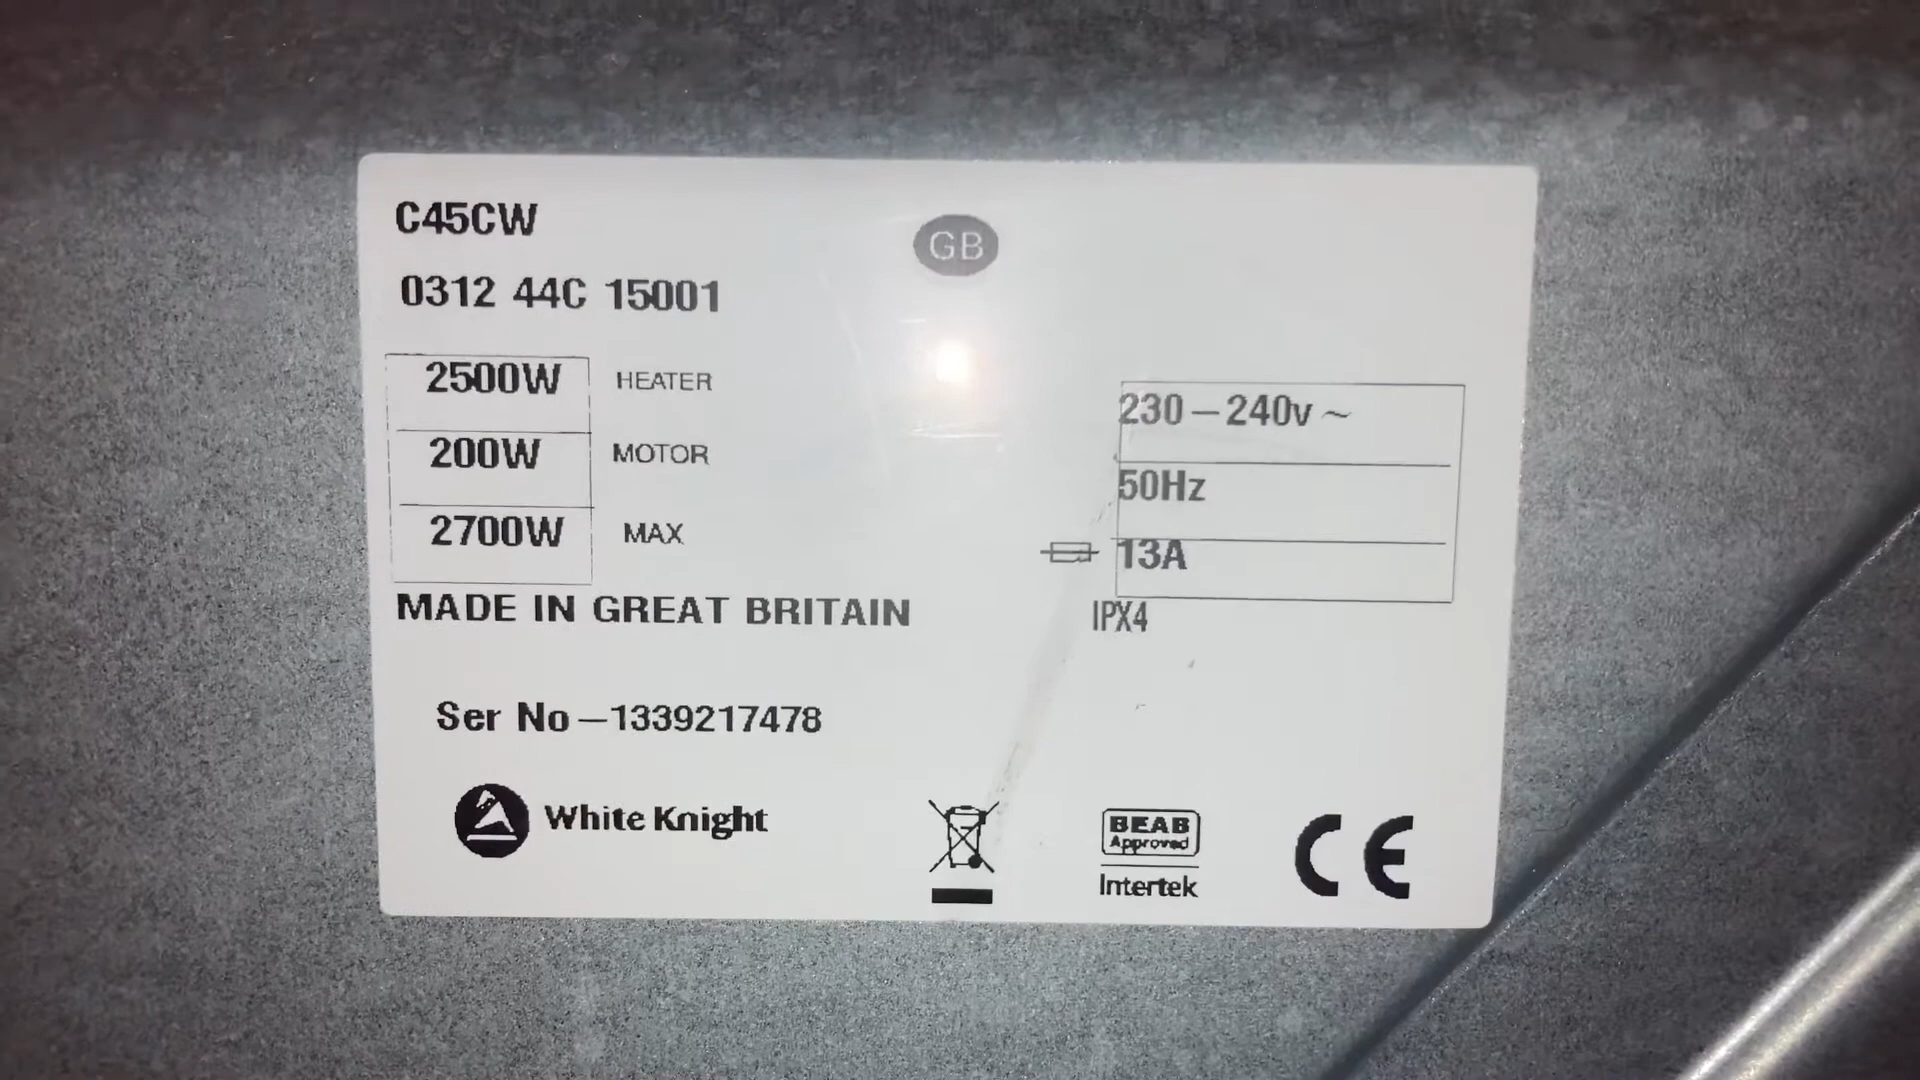 C45CW
GB
0312 44C 15001
2500W HEATER
230 – 240v ~
200W MOTOR
50Hz
2700W MAX
13A
MADE IN GREAT BRITAIN
IPX4
Ser No –1339217478
White Knight
BEAB
Approved
Intertek
CE